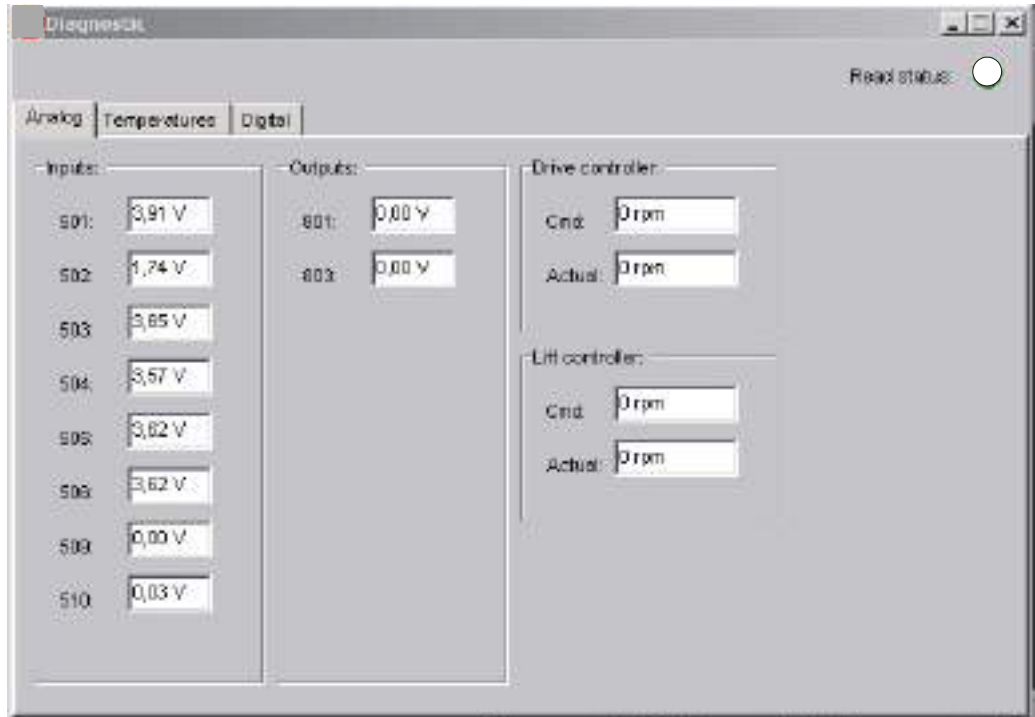 Diagnostic
Read status:
Analog
Temperatures
Digital
Inputs:
501: 3,91 V
502: 1,74 V
503: 3,65 V
504: 3,57 V
505: 3,62 V
506: 3,62 V
509: 0,00 V
510: 0,03 V
Outputs:
601: 0,00 V
603: 0,00 V
Drive controller:
Cmd: 0 rpm
Actual: 0 rpm
Lift controller:
Cmd: 0 rpm
Actual: 0 rpm